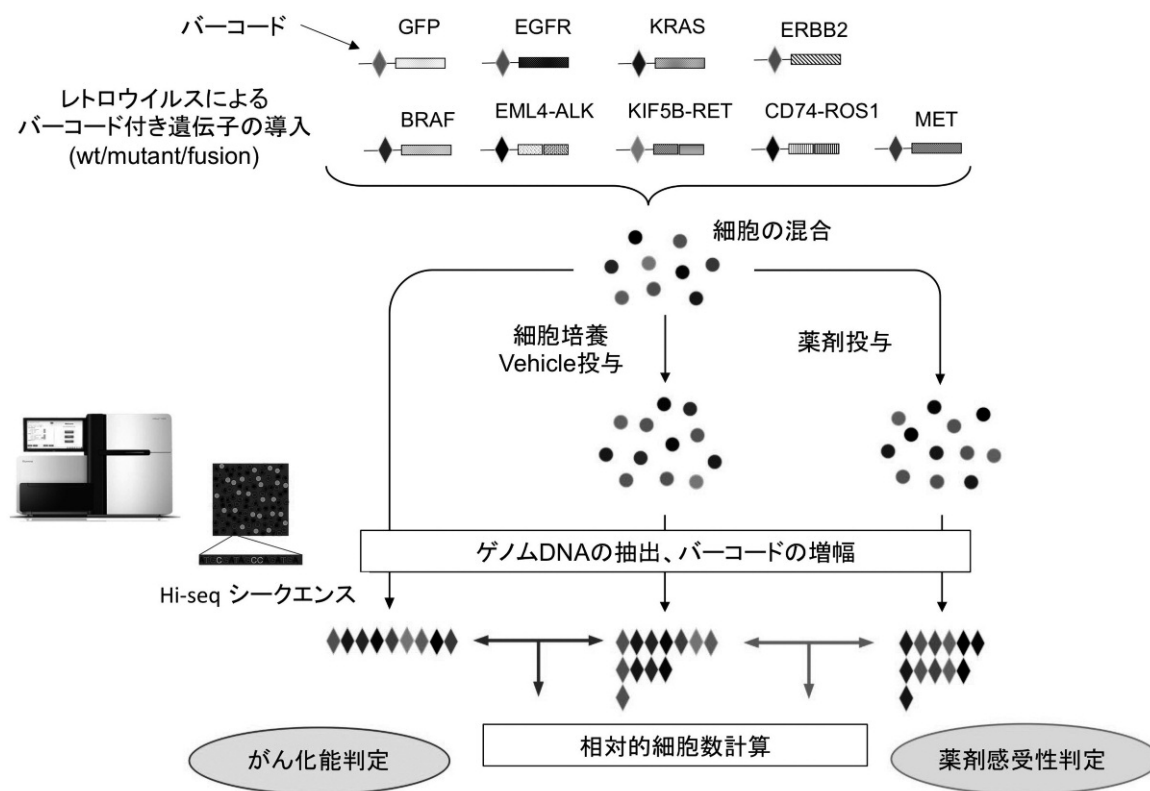 バーコード
GFP
EGFR
KRAS
ERBB2
レトロウイルスによる
バーコード付き遺伝子の導入
(wt/mutant/fusion)
BRAF
EML4-ALK
KIF5B-RET
CD74-ROS1
MET
細胞の混合
細胞培養
Vehicle投与
薬剤投与
ゲノムDNAの抽出、バーコードの増幅
Hi-seq シークエンス
相対的細胞数計算
がん化能判定
薬剤感受性判定